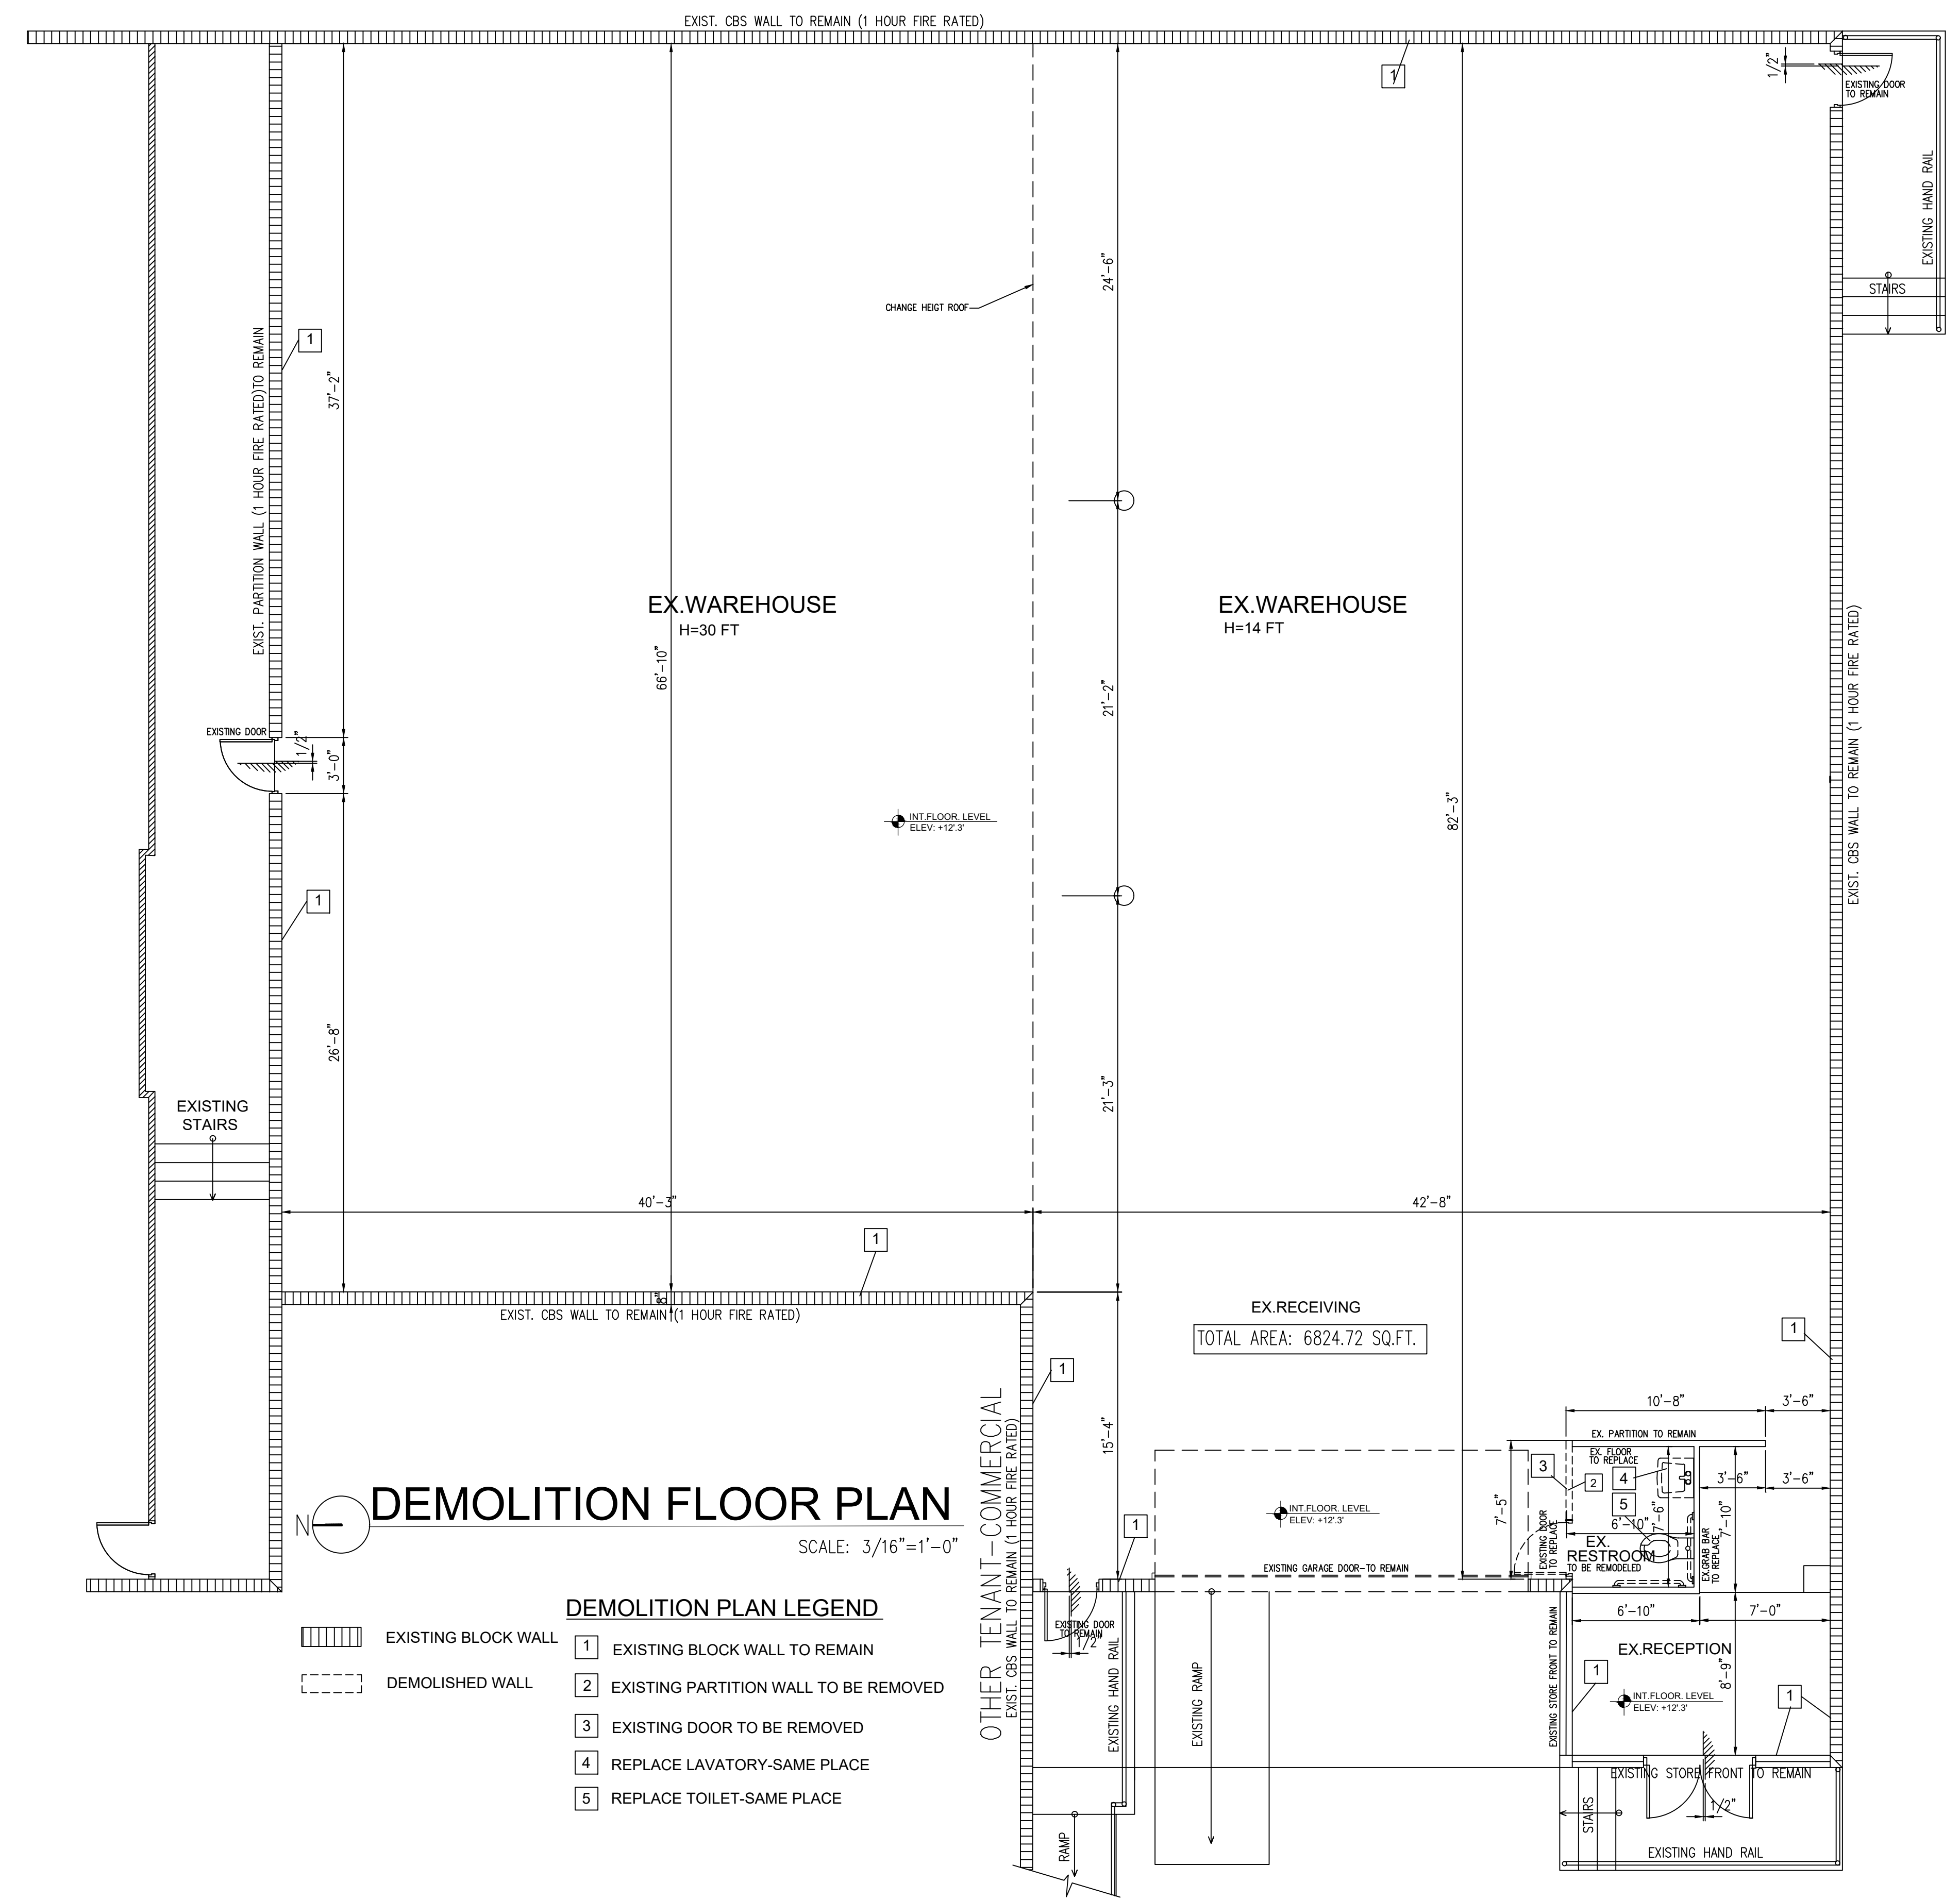 EXIST. CBS WALL TO REMAIN (1 HOUR FIRE RATED)
1
1/2"
EXISTING DOOR
TO REMAIN
EXISTING HAND RAIL
STAIRS
24'-6"
CHANGE HEIGT ROOF
EXIST. PARTITION WALL (1 HOUR FIRE RATED)TO REMAIN
1
37'-2"
EX.WAREHOUSE
H=30 FT
66'-10"
EX.WAREHOUSE
H=14 FT
21'-2"
EXIST. CBS WALL TO REMAIN (1 HOUR FIRE RATED)
EXISTING DOOR
1/2"
3'-0"
82'-3"
INT.FLOOR. LEVEL
ELEV: +12'.3'
1
26'-8"
21'-3"
EXISTING
STAIRS
40'-3"
42'-8"
1
8"
EXIST. CBS WALL TO REMAIN (1 HOUR FIRE RATED)
EX.RECEIVING
TOTAL AREA: 6824.72 SQ.FT.
1
1
OTHER TENANT-COMMERCIAL
EXIST. CBS WALL TO REMAIN (1 HOUR FIRE RATED)
15'-4"
10'-8"
3'-6"
EX. PARTITION TO REMAIN
EX. FLOOR
TO REPLACE
3
2
4
5
3'-6"
3'-6"
7'-5"
7'-6"
7'-10"
6'-10"
EXISTING DOOR
TO REPLACE
EX.
RESTROOM
TO BE REMODELED
EX.GRAB BAR
TO REPLACE
N
DEMOLITION FLOOR PLAN
SCALE: 3/16"=1'-0"
1
INT.FLOOR. LEVEL
ELEV: +12'.3'
EXISTING GARAGE DOOR-TO REMAIN
DEMOLITION PLAN LEGEND
EXISTING BLOCK WALL
DEMOLISHED WALL
1 EXISTING BLOCK WALL TO REMAIN
2 EXISTING PARTITION WALL TO BE REMOVED
3 EXISTING DOOR TO BE REMOVED
4 REPLACE LAVATORY-SAME PLACE
5 REPLACE TOILET-SAME PLACE
EXISTING DOOR
TO REMAIN
1/2"
EXISTING HAND RAIL
EXISTING RAMP
RAMP
6'-10"
7'-0"
EXISTING STORE FRONT TO REMAIN
EX.RECEPTION
1
8'-9"
INT.FLOOR. LEVEL
ELEV: +12'.3'
1
EXISTING STORE FRONT TO REMAIN
STAIRS
1/2"
EXISTING HAND RAIL